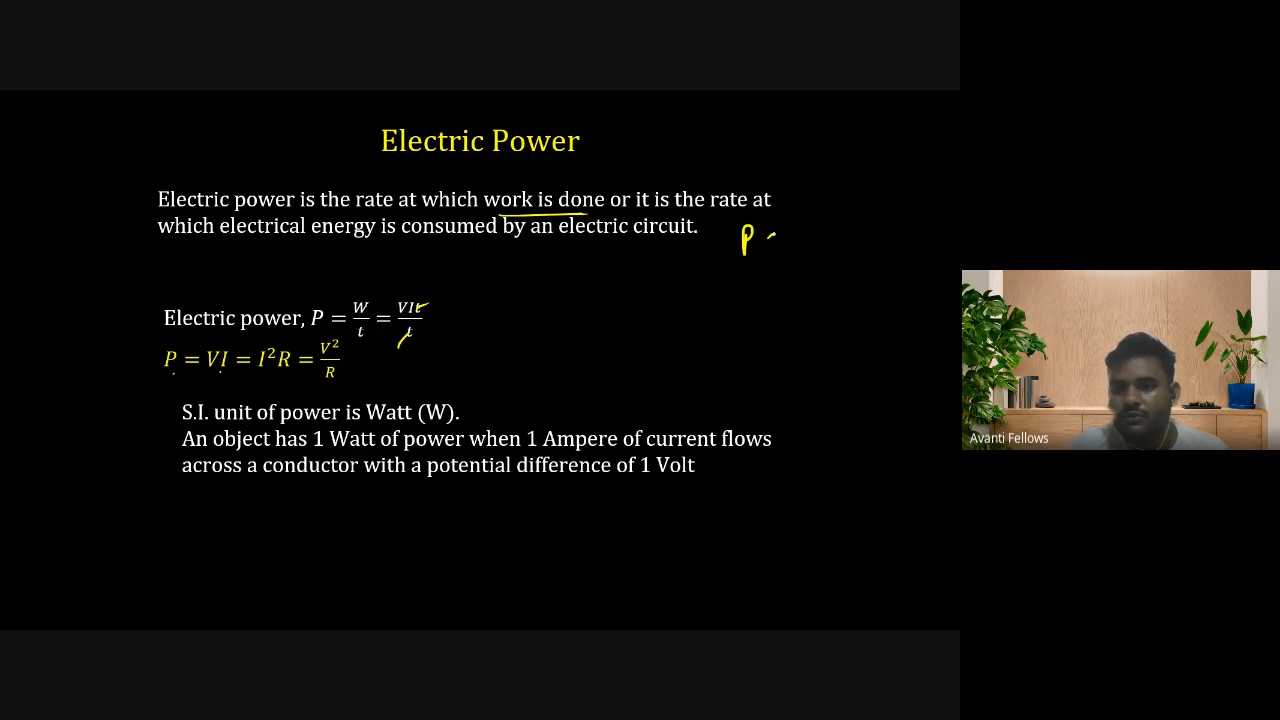 Electric Power
Electric power is the rate at which work is done or it is the rate at
which electrical energy is consumed by an electric circuit.
P -
Electric power, P = W/t = VIt/t
P = VI = I²R = V²/R
S.I. unit of power is Watt (W).
An object has 1 Watt of power when 1 Ampere of current flows
across a conductor with a potential difference of 1 Volt
Avanti Fellows